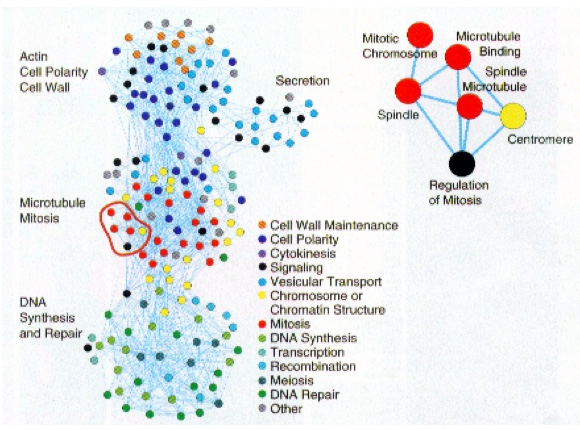 Actin
Cell Polarity
Cell Wall
Secretion
Microtubule
Mitosis
DNA
Synthesis
and Repair
Mitotic
Chromosome
Microtubule
Binding
Spindle
Microtubule
Spindle
Centromere
Regulation
of Mitosis
Cell Wall Maintenance
Cell Polarity
Cytokinesis
Signaling
Vesicular Transport
Chromosome or
Chromatin Structure
Mitosis
DNA Synthesis
Transcription
Recombination
Meiosis
DNA Repair
Other